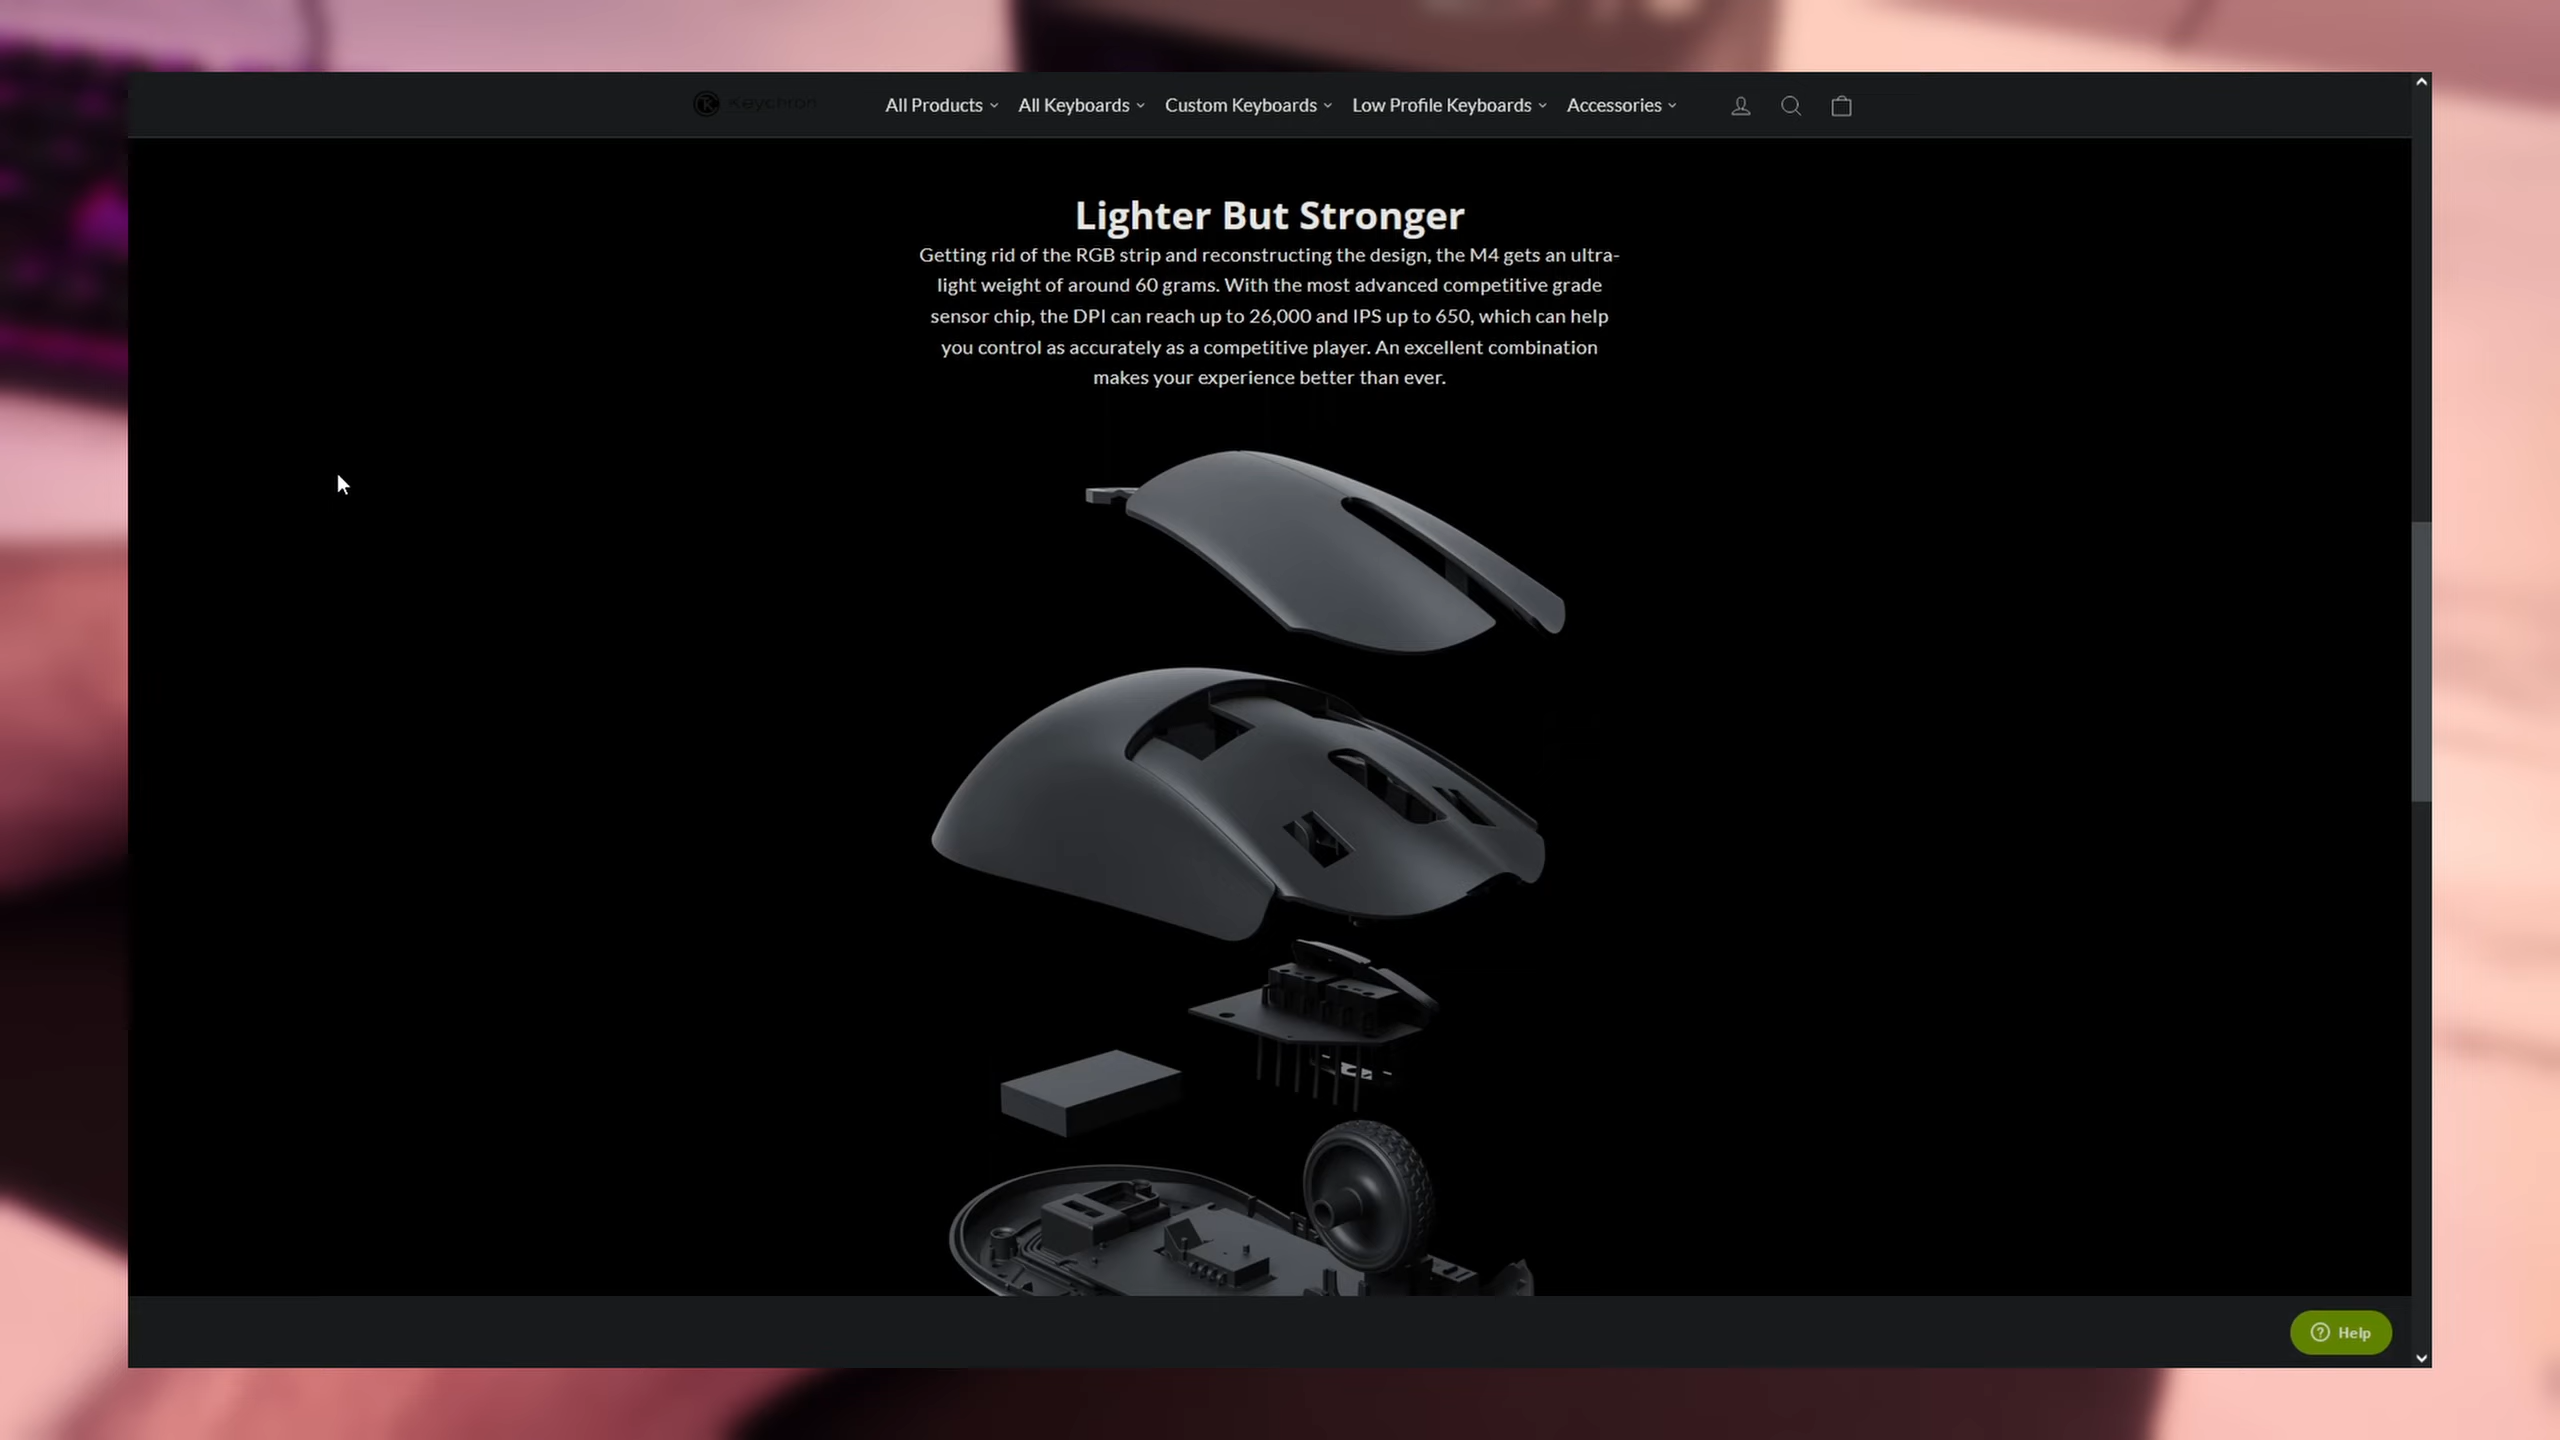 Keychron
All Products All Keyboards Custom Keyboards Low Profile Keyboards Accessories
Lighter But Stronger
Getting rid of the RGB strip and reconstructing the design, the M4 gets an ultra-
light weight of around 60 grams. With the most advanced competitive grade
sensor chip, the DPI can reach up to 26,000 and IPS up to 650, which can help
you control as accurately as a competitive player. An excellent combination
makes your experience better than ever.
Help